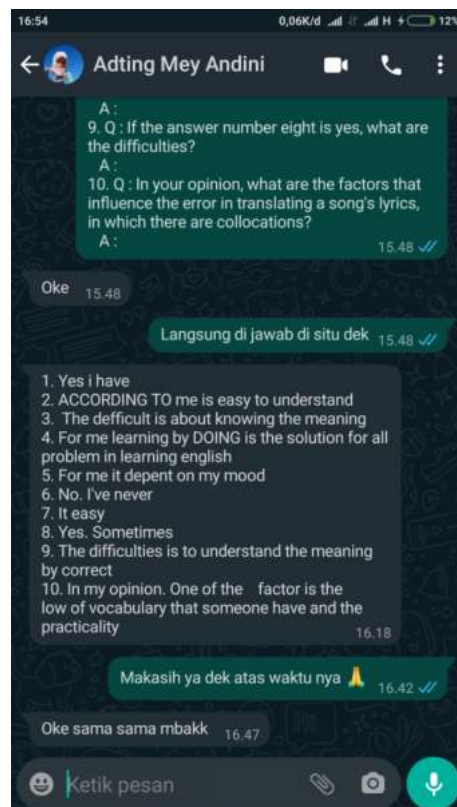 16:54
0,06K/d
H
12%
Adting Mey Andini
A :
9. Q : If the answer number eight is yes, what are
the difficulties?
A :
10. Q : In your opinion, what are the factors that
influence the error in translating a song's lyrics,
in which there are collocations?
A :
15.48
Oke
15.48
Langsung di jawab di situ dek
15.48
1. Yes i have
2. ACCORDING TO me is easy to understand
3. The defficult is about knowing the meaning
4. For me learning by DOING is the solution for all
problem in learning english
5. For me it depent on my mood
6. No. I've never
7. It easy
8. Yes. Sometimes
9. The difficulties is to understand the meaning
by correct
10. In my opinion. One of the factor is the
low of vocabulary that someone have and the
practicality
16.18
Makasih ya dek atas waktu nya 🙏
16.42
Oke sama sama mbakk
16.47
Ketik pesan